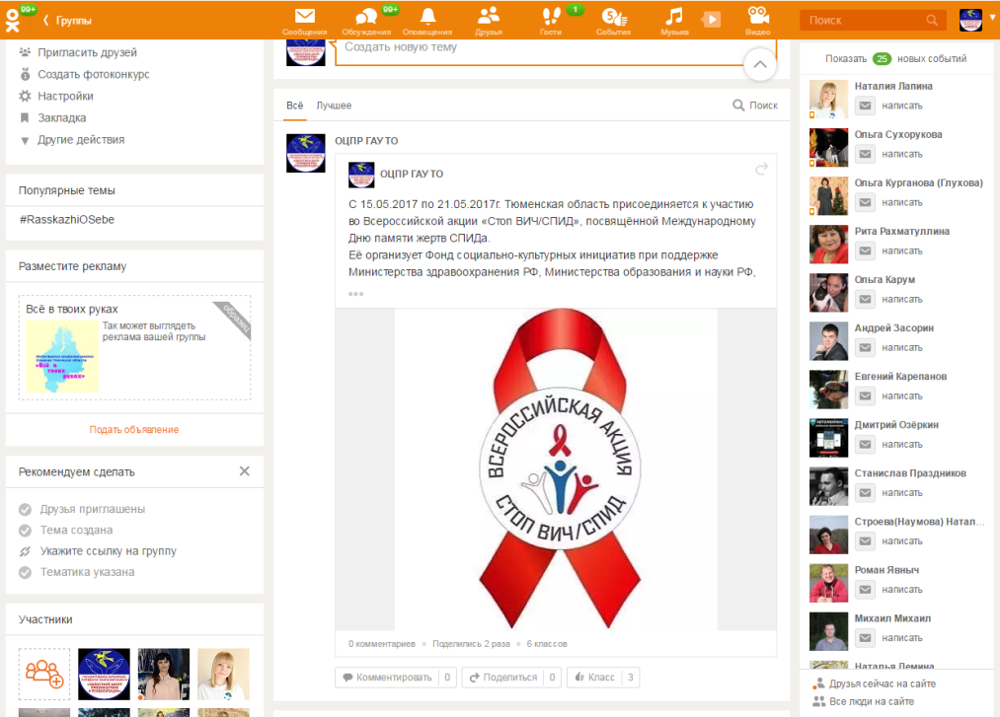 99+
Группы
Сообщения
99+
Обсуждения
Оповещения
Друзья
1
Гости
5
События
Музыка
Видео
Поиск
Пригласить друзей
Создать фотоконкурс
Настройки
Закладка
Другие действия
Популярные темы
#RasskazhiOSebe
Разместите рекламу
Всё в твоих руках
образец
Так может выглядеть
реклама вашей группы
«Всё в
твоих
руках»
Подать объявление
Рекомендуем сделать
Друзья приглашены
Тема создана
Укажите ссылку на группу
Тематика указана
Участники
Создать новую тему
Всё Лучшее Поиск
ОЦПР ГАУ ТО
ОЦПР ГАУ ТО
С 15.05.2017 по 21.05.2017г. Тюменская область присоединяется к участию
во Всероссийской акции «Стоп ВИЧ/СПИД», посвящённой Международному
Дню памяти жертв СПИДа.
Её организует Фонд социально-культурных инициатив при поддержке
Министерства здравоохранения РФ, Министерства образования и науки РФ,
ВСЕРОССИЙСКАЯ АКЦИЯ
СТОП ВИЧ/СПИД
0 комментариев Поделились 2 раза 6 классов
Комментировать 0 Поделиться 0 Класс 3
Показать 25 новых событий
Наталия Лапина
написать
Ольга Сухорукова
написать
Ольга Курганова (Глухова)
написать
Рита Рахматуллина
написать
Ольга Карум
написать
Андрей Засорин
написать
Евгений Карепанов
написать
Дмитрий Озёркин
написать
Станислав Праздников
написать
Строева(Наумова) Натал...
написать
Роман Явныч
написать
Михаил Михаил
написать
Наталья Демина
Друзья сейчас на сайте
Все люди на сайте